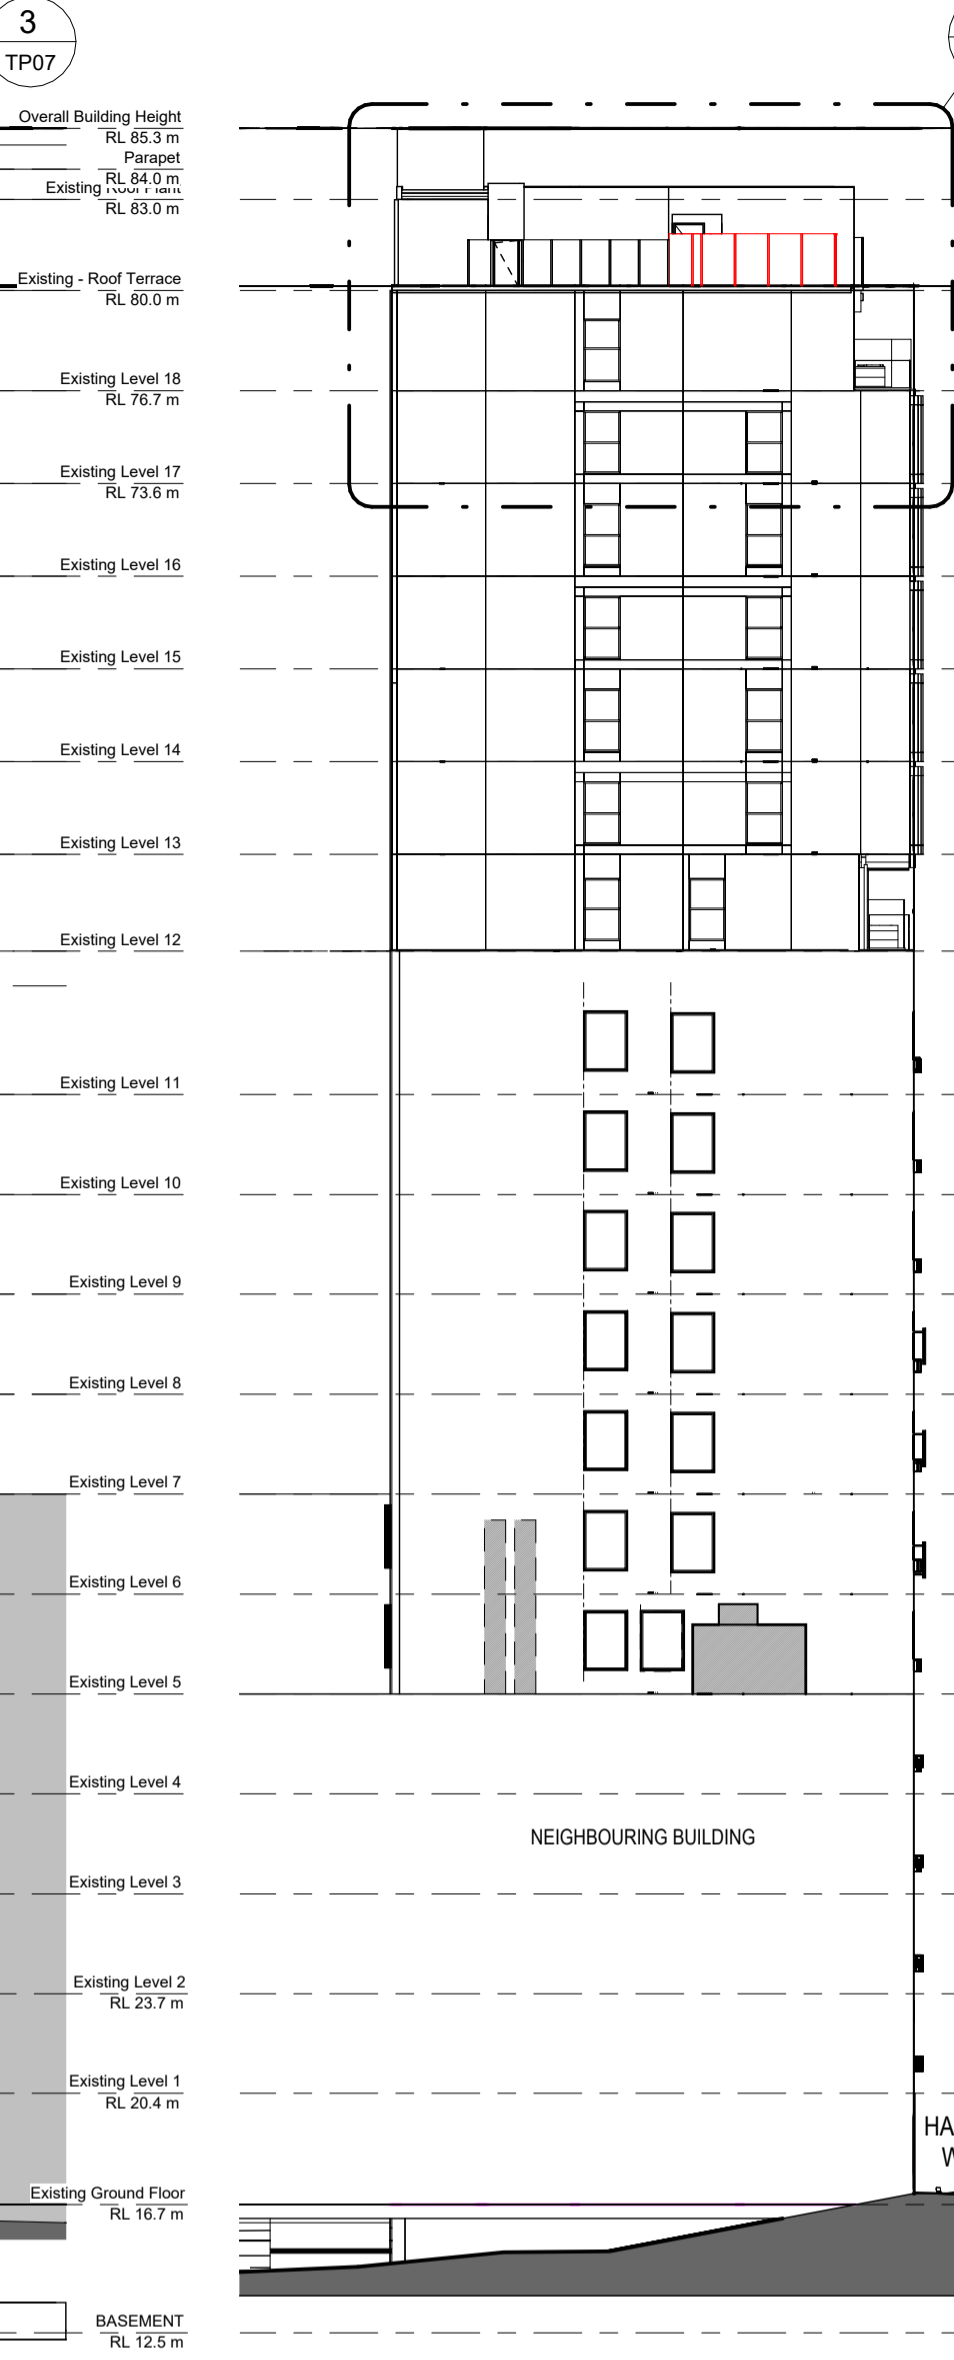 3
TP07
Overall Building Height
RL 85.3 m
Parapet
RL 84.0 m
Existing Roof Plant
RL 83.0 m
Existing - Roof Terrace
RL 80.0 m
Existing Level 18
RL 76.7 m
Existing Level 17
RL 73.6 m
Existing Level 16
Existing Level 15
Existing Level 14
Existing Level 13
Existing Level 12
Existing Level 11
Existing Level 10
Existing Level 9
Existing Level 8
Existing Level 7
Existing Level 6
Existing Level 5
Existing Level 4
NEIGHBOURING BUILDING
Existing Level 3
Existing Level 2
RL 23.7 m
Existing Level 1
RL 20.4 m
HA
W
Existing Ground Floor
RL 16.7 m
BASEMENT
RL 12.5 m